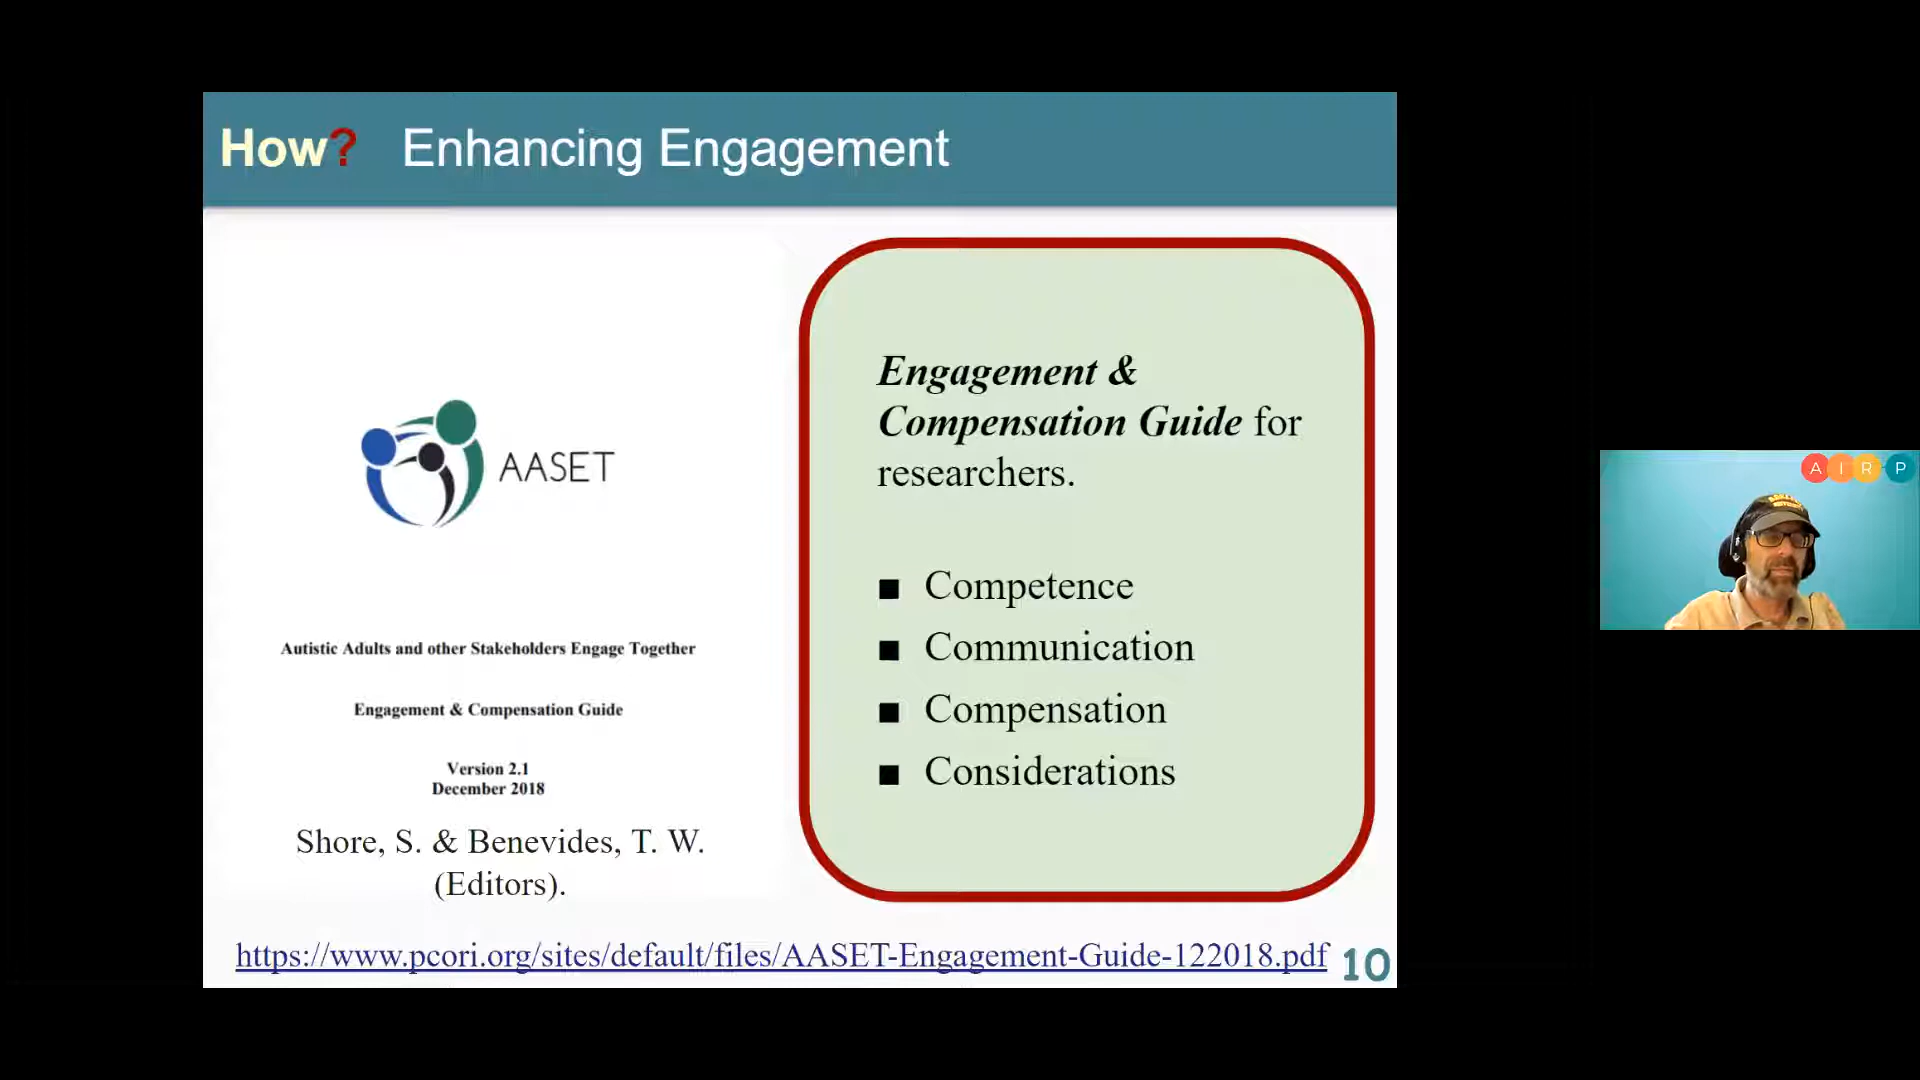 How? Enhancing Engagement
AASET
Autistic Adults and other Stakeholders Engage Together
Engagement & Compensation Guide
Version 2.1
December 2018
Shore, S. & Benevides, T. W.
(Editors).
Engagement &
Compensation Guide for
researchers.
■ Competence
■ Communication
■ Compensation
■ Considerations
https://www.pcori.org/sites/default/files/AASET-Engagement-Guide-122018.pdf
10
A I R P